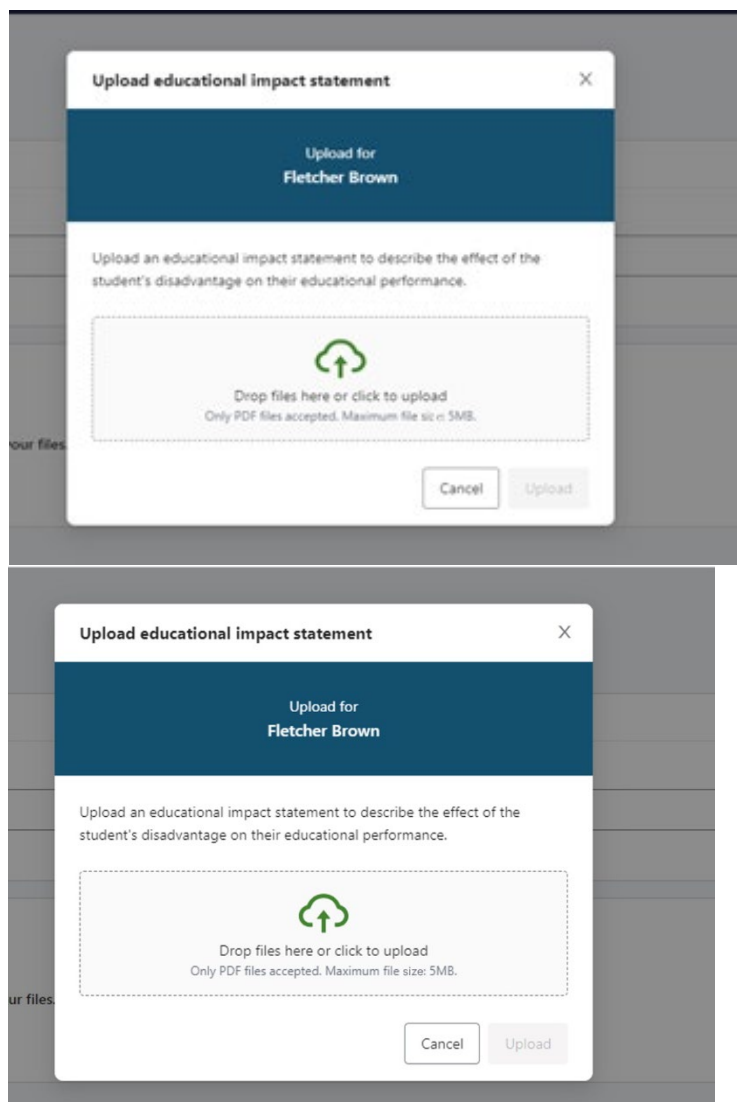 Upload educational impact statement
Upload for
Fletcher Brown
Upload an educational impact statement to describe the effect of the
student's disadvantage on their educational performance.
Drop files here or click to upload
Only PDF files accepted. Maximum file size: 5MB.
our files.
Cancel Upload
Upload educational impact statement
Upload for
Fletcher Brown
Upload an educational impact statement to describe the effect of the
student's disadvantage on their educational performance.
Drop files here or click to upload
Only PDF files accepted. Maximum file size: 5MB.
ur files.
Cancel Upload